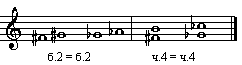 б.2 = б.2 ч.4 = ч.4